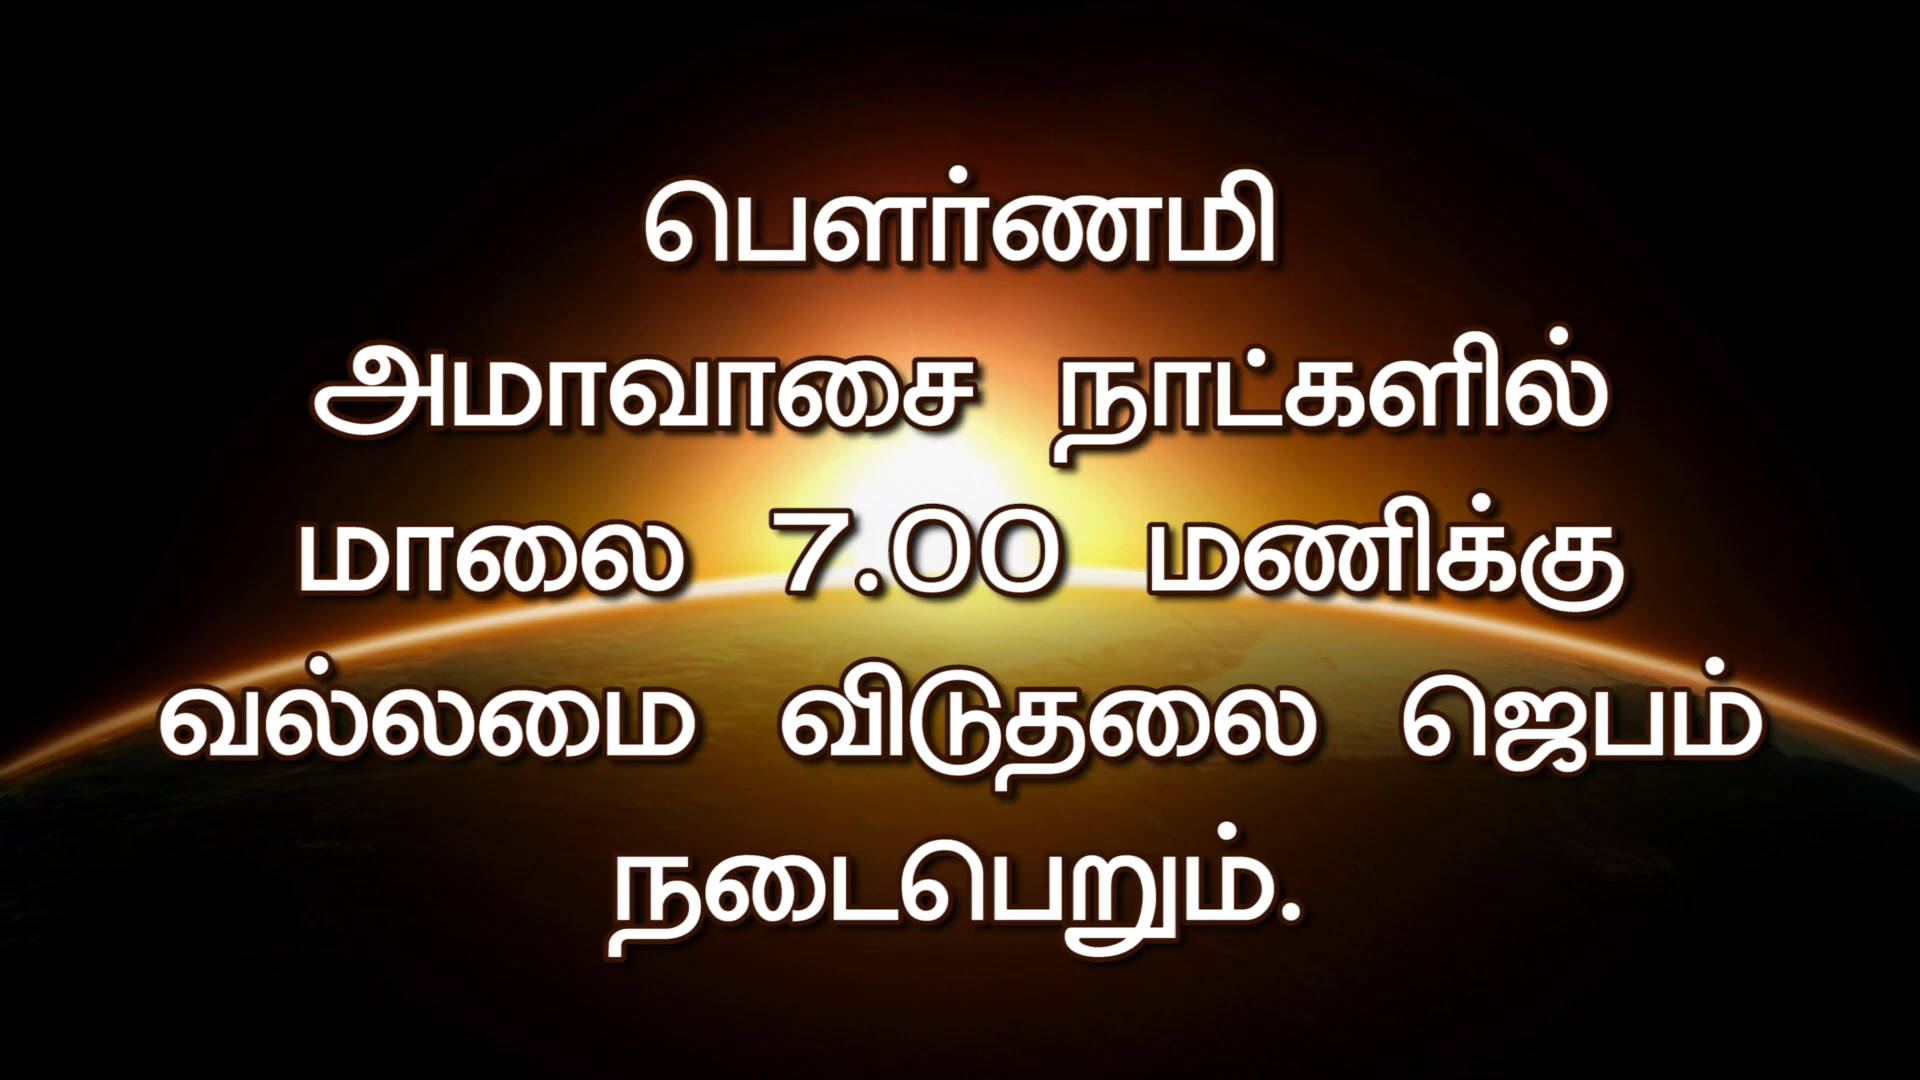 பௌர்ணமி
அமாவாசை நாட்களில்
மாலை 7.00 மணிக்கு
வல்லமை விடுதலை ஜெபம்
நடைபெறும்.